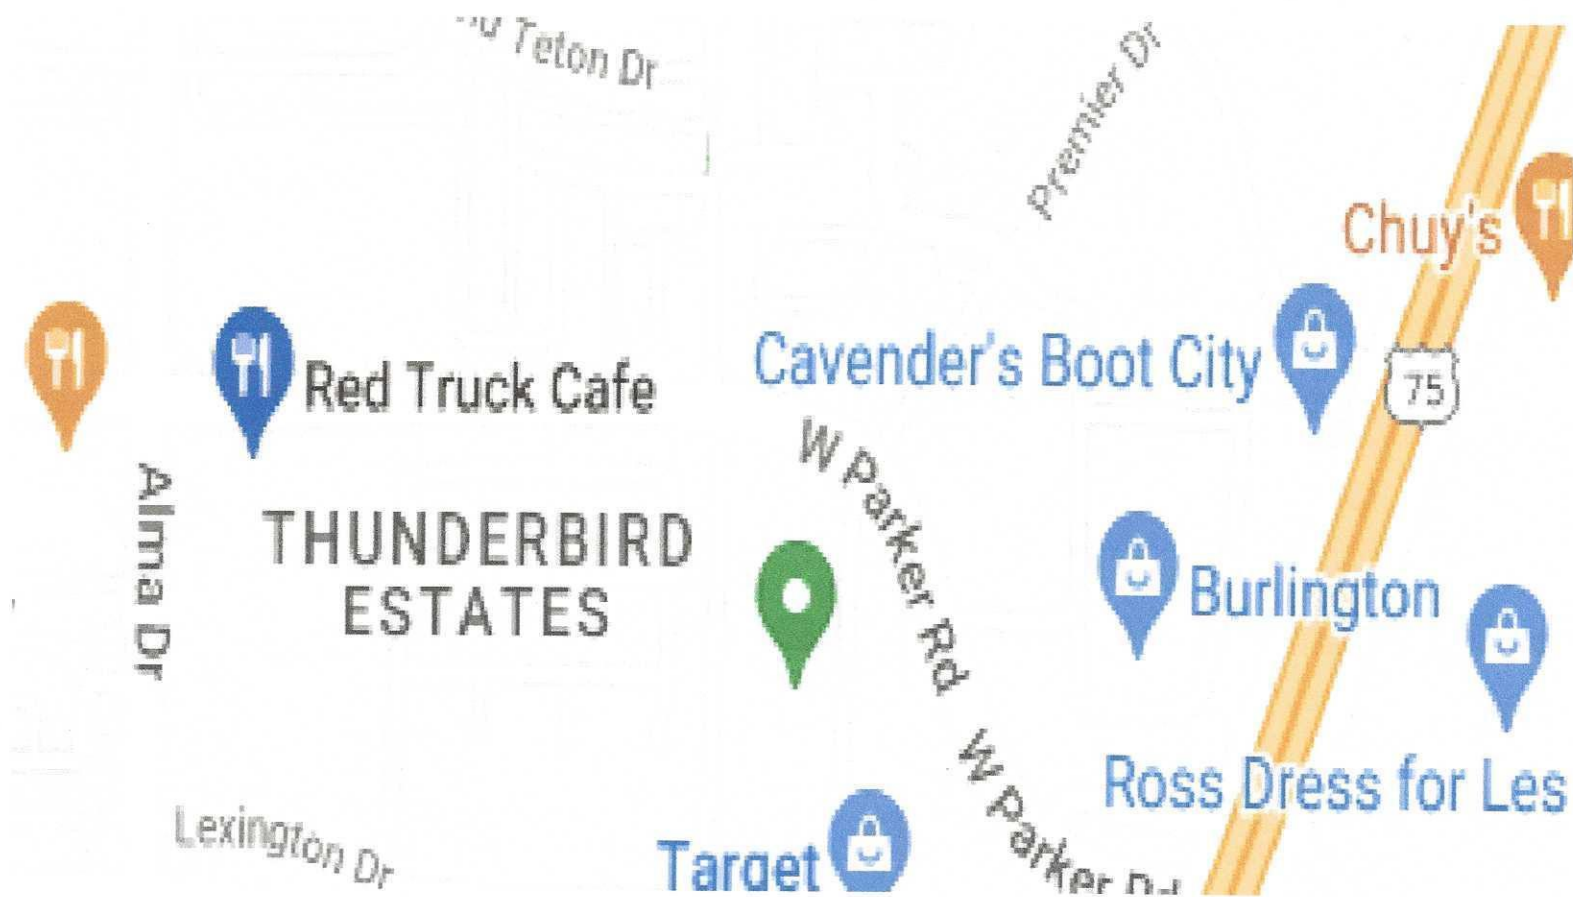 Teton Dr
Premier Dr
Chuy's
Red Truck Cafe
Cavender's Boot City
75
W Parker Rd
Alma Dr
THUNDERBIRD
ESTATES
Burlington
W Parker Rd
Ross Dress for Les
Lexington Dr
Target